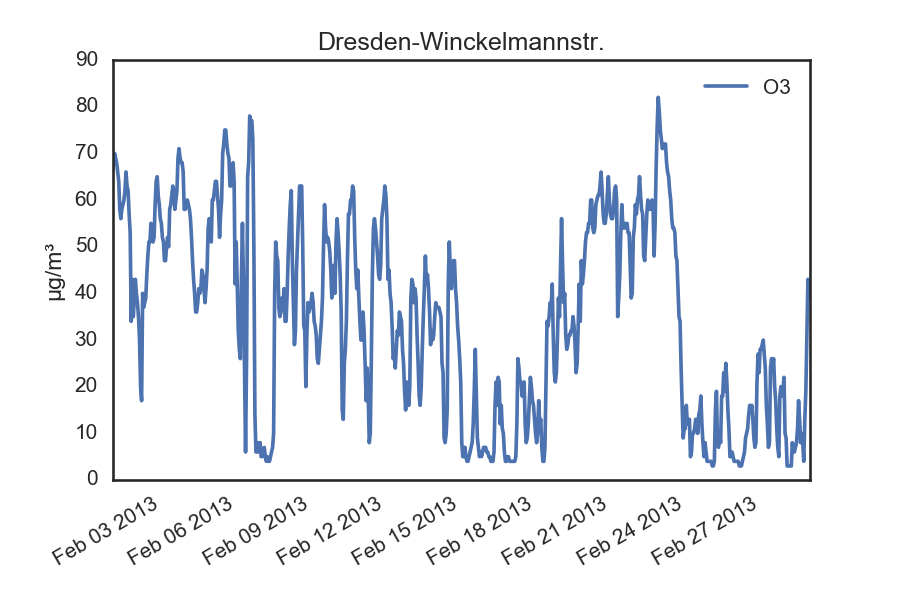 Dresden-Winckelmannstr.
90
80
70
60
50
40
30
20
10
0
µg/m³
O3
Feb 03 2013
Feb 06 2013
Feb 09 2013
Feb 12 2013
Feb 15 2013
Feb 18 2013
Feb 21 2013
Feb 24 2013
Feb 27 2013